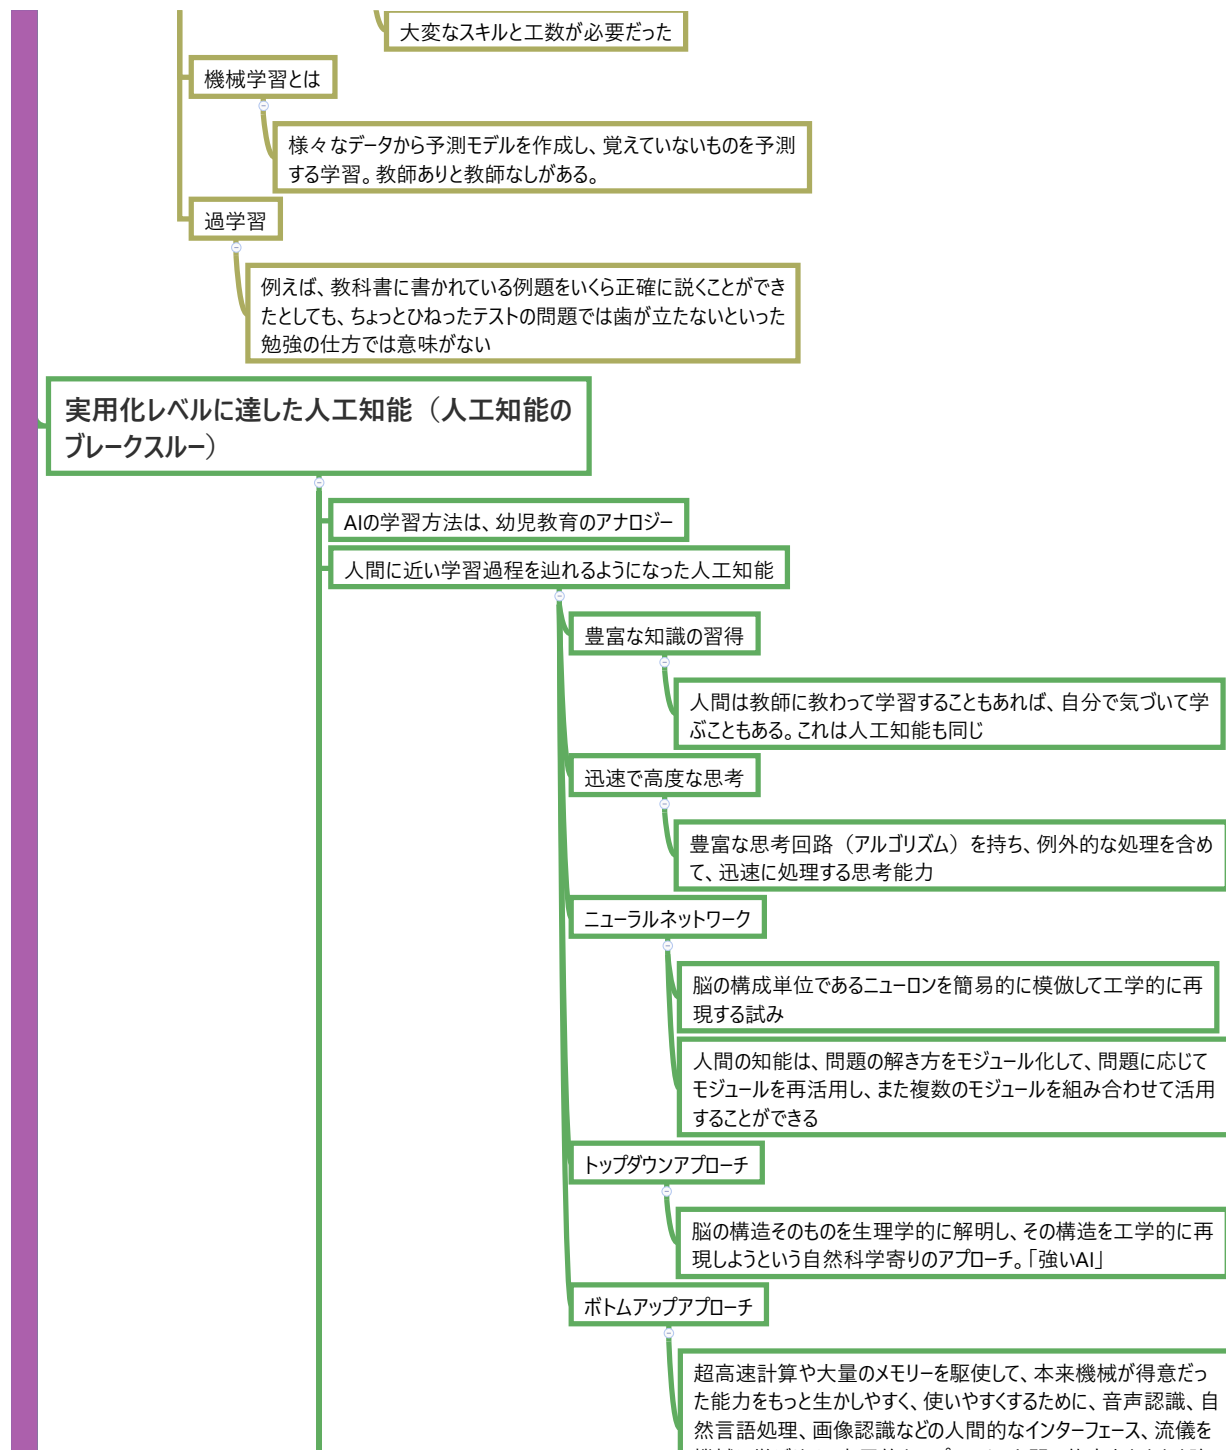 大変なスキルと工数が必要だった
機械学習とは
様々なデータから予測モデルを作成し、覚えていないものを予測
する学習。教師ありと教師なしがある。
過学習
例えば、教科書に書かれている例題をいくら正確に説くことができ
たとしても、ちょっとひねったテストの問題では歯が立たないといった
勉強の仕方では意味がない
実用化レベルに達した人工知能（人工知能の
ブレークスルー）
AIの学習方法は、幼児教育のアナロジー
人間に近い学習過程を辿れるようになった人工知能
豊富な知識の習得
人間は教師に教わって学習することもあれば、自分で気づいて学
ぶこともある。これは人工知能も同じ
迅速で高度な思考
豊富な思考回路（アルゴリズム）を持ち、例外的な処理を含め
て、迅速に処理する思考能力
ニューラルネットワーク
脳の構成単位であるニューロンを簡易的に模倣して工学的に再
現する試み
人間の知能は、問題の解き方をモジュール化して、問題に応じて
モジュールを再活用し、また複数のモジュールを組み合わせて活用
することができる
トップダウンアプローチ
脳の構造そのものを生理学的に解明し、その構造を工学的に再
現しようという自然科学寄りのアプローチ。「強いAI」
ボトムアップアプローチ
超高速計算や大量のメモリーを駆使して、本来機械が得意だっ
た能力をもっと生かしやすく、使いやすくするために、音声認識、自
然言語処理、画像認識などの人間的なインターフェース、流儀を